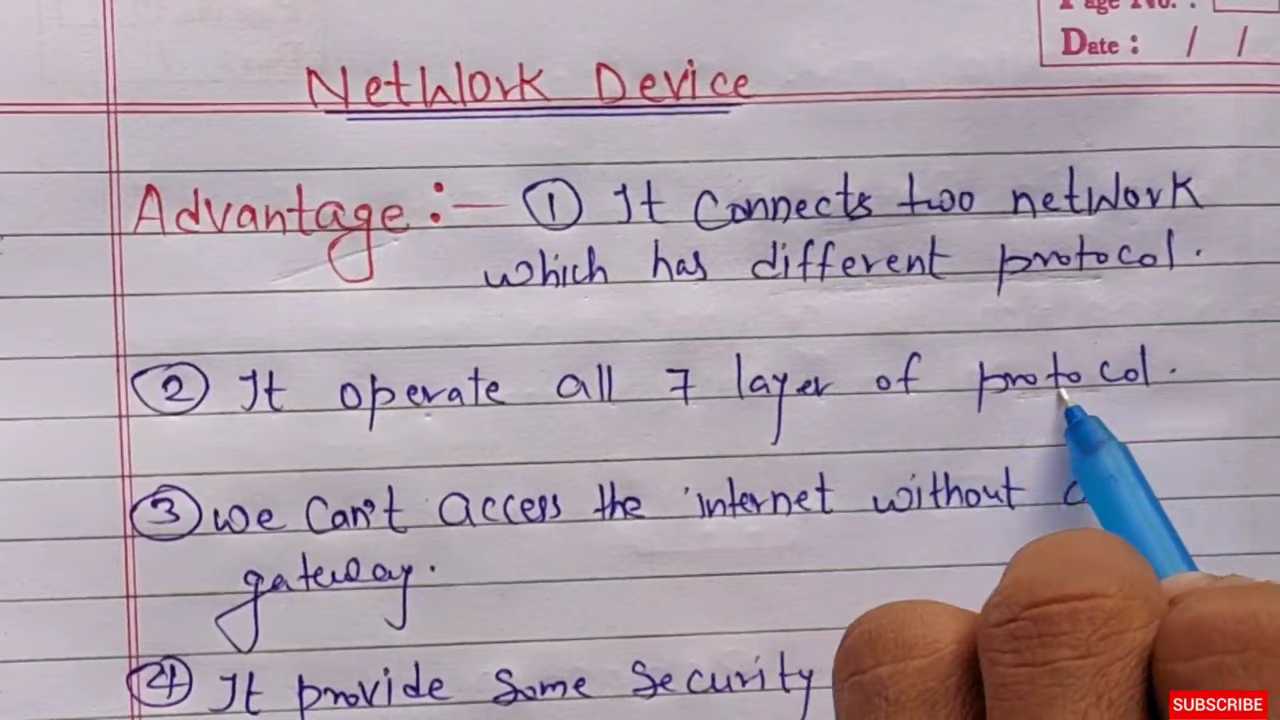 Page No. :
Date : / /
Network Device
Advantage :— ① It Connects two network
which has different protocol.
② It operate all 7 layer of protocol.
③ we can't access the internet without
gateway.
④ It provide some security
SUBSCRIBE